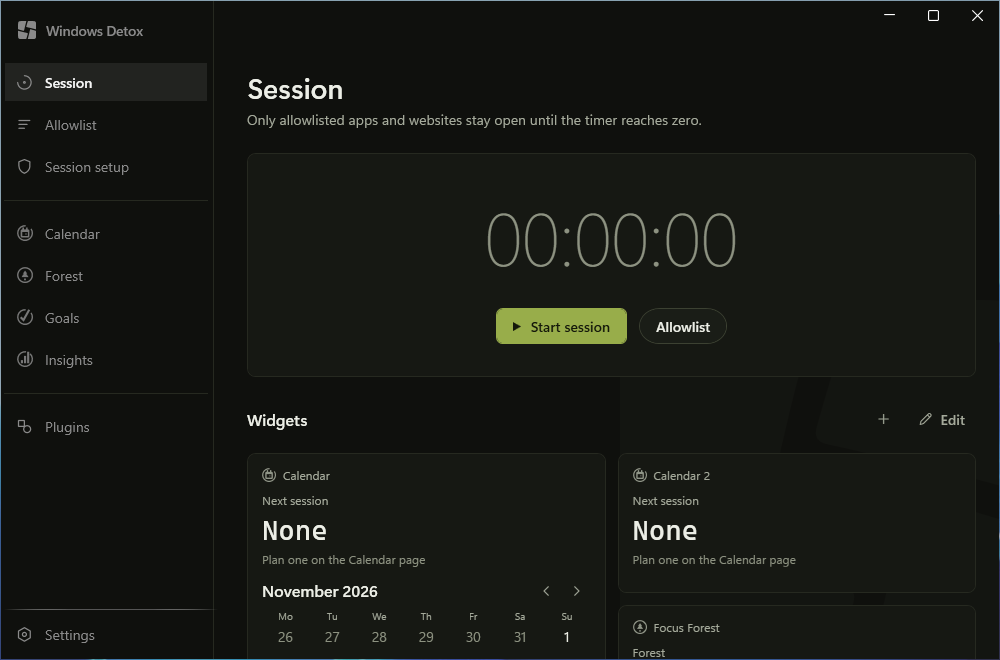 Windows Detox
Session
Allowlist
Session setup
Calendar
Forest
Goals
Insights
Plugins
Settings
Session
Only allowlisted apps and websites stay open until the timer reaches zero.
00:00:00
Start session
Allowlist
Widgets
Edit
Calendar
Next session
None
Plan one on the Calendar page
November 2026
Mo Tu We Th Fr Sa Su
26 27 28 29 30 31 1
Calendar 2
Next session
None
Plan one on the Calendar page
Focus Forest
Forest